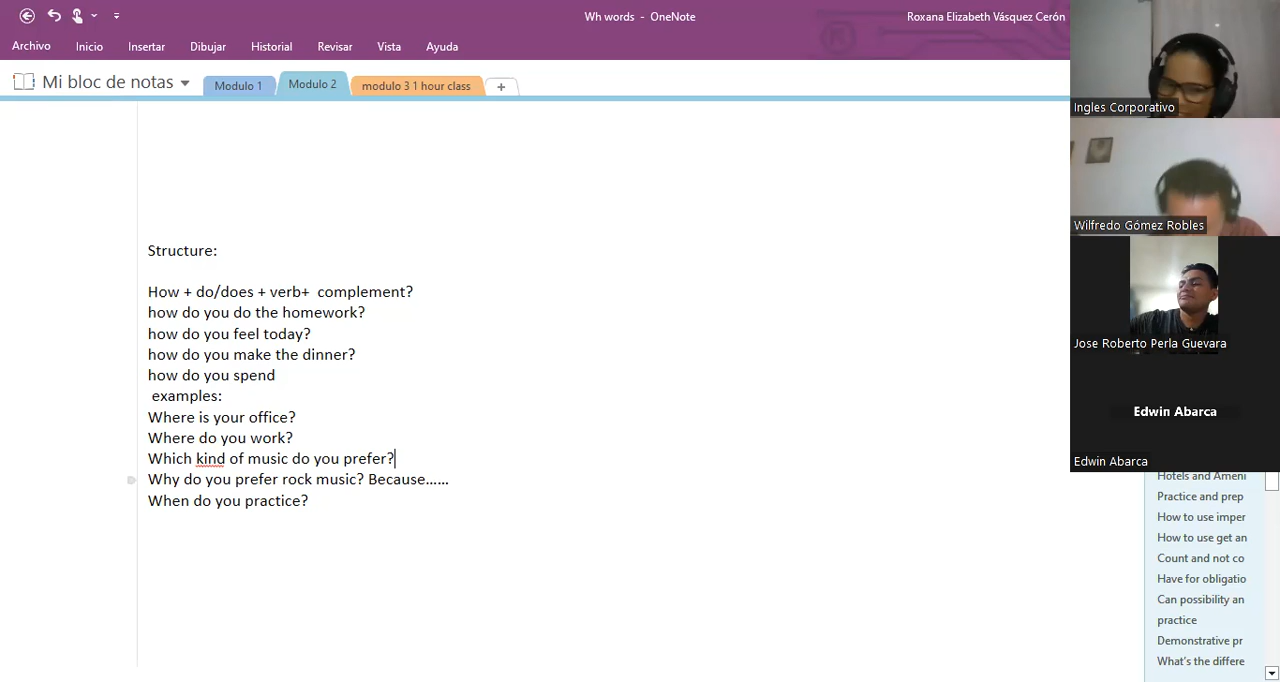 Wh words - OneNote
Roxana Elizabeth Vásquez Cerón
Archivo Inicio Insertar Dibujar Historial Revisar Vista Ayuda
Mi bloc de notas Modulo 1 Modulo 2 modulo 3 1 hour class +
Structure:
How + do/does + verb+ complement?
how do you do the homework?
how do you feel today?
how do you make the dinner?
how do you spend
examples:
Where is your office?
Where do you work?
Which kind of music do you prefer?
Why do you prefer rock music? Because......
When do you practice?
Ingles Corporativo
Wilfredo Gómez Robles
Jose Roberto Perla Guevara
Edwin Abarca
Edwin Abarca
Hotels and Ameni
Practice and prep
How to use imper
How to use get an
Count and not co
Have for obligatio
Can possibility an
practice
Demonstrative pr
What's the differe